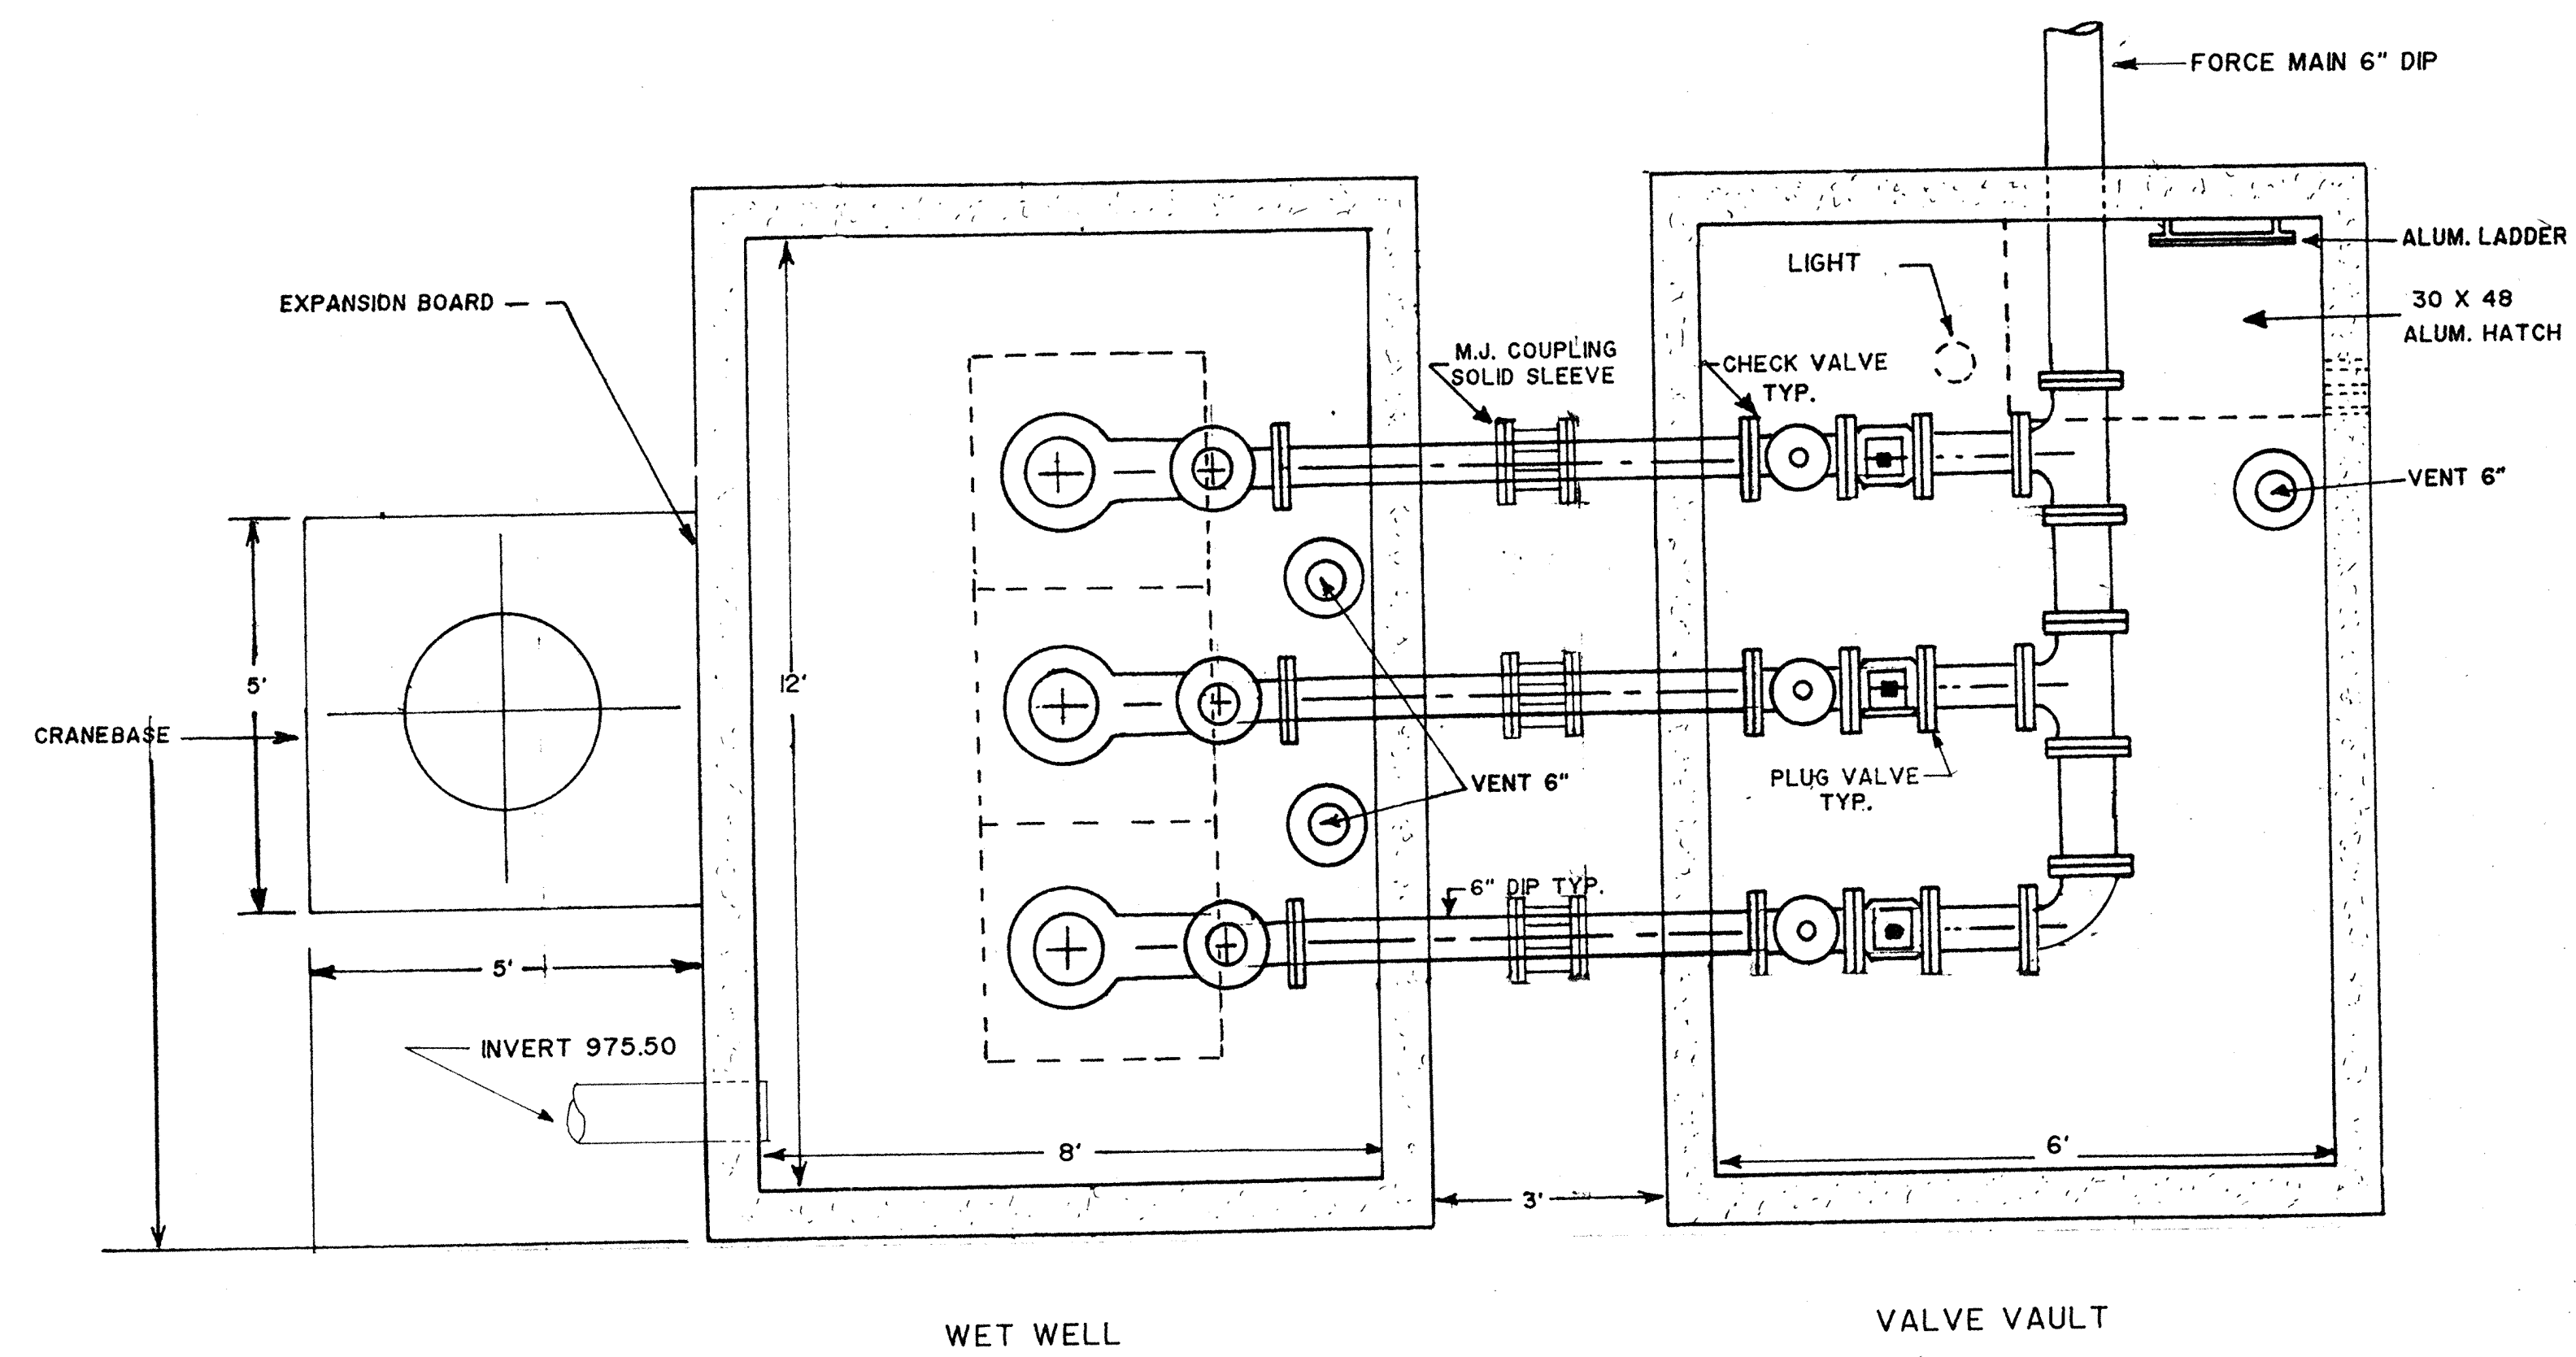 FORCE MAIN 6" DIP
ALUM. LADDER
LIGHT
30 X 48
ALUM. HATCH
EXPANSION BOARD
M.J. COUPLING
SOLID SLEEVE
CHECK VALVE
TYP.
VENT 6"
5'
12'
CRANEBASE
VENT 6"
PLUG VALVE
TYP.
6" DIP TYP.
5'
INVERT 975.50
8'
6'
3'
WET WELL
VALVE VAULT